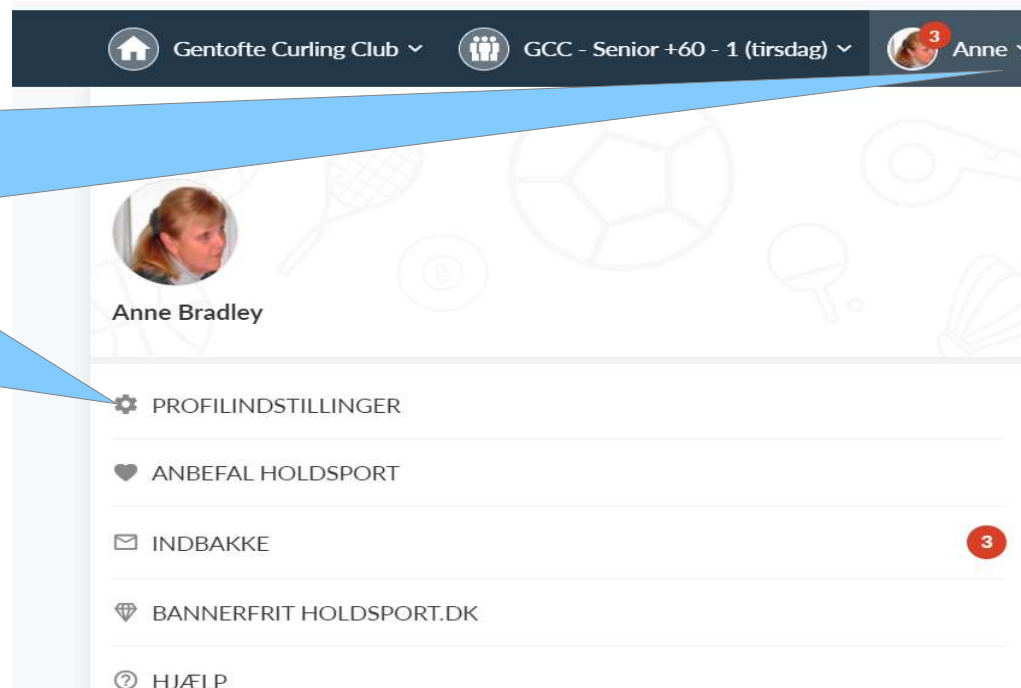 Gentofte Curling Club GCC - Senior +60 - 1 (tirsdag) 3 Anne
Anne Bradley
PROFILINDSTILLINGER
ANBEFAL HOLDSPORT
INDBAKKE 3
BANNERFRIT HOLDSPORT.DK
HJÆLP